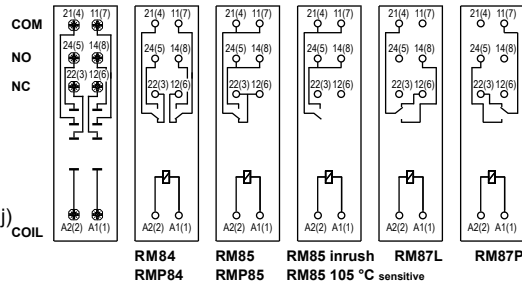 COM 21(4) 11(7) 21(4) 11(7) 21(4) 11(7) 21(4) 11(7) 21(4) 11(7) 21(4) 11(7)
NO 24(5) 14(8) 24(5) 14(8) 24(5) 14(8) 24(5) 14(8) 24(5) 14(8) 24(5) 14(8)
NC 22(3) 12(6) 22(3) 12(6) 22(3) 12(6) 22(3) 12(6) 22(3) 12(6) 22(3) 12(6)
j)
COIL A2(2) A1(1) A2(2) A1(1) A2(2) A1(1) A2(2) A1(1) A2(2) A1(1) A2(2) A1(1)
RM84 RM85 RM85 inrush RM87L RM87P
RMP84 RMP85 RM85 105 °C sensitive